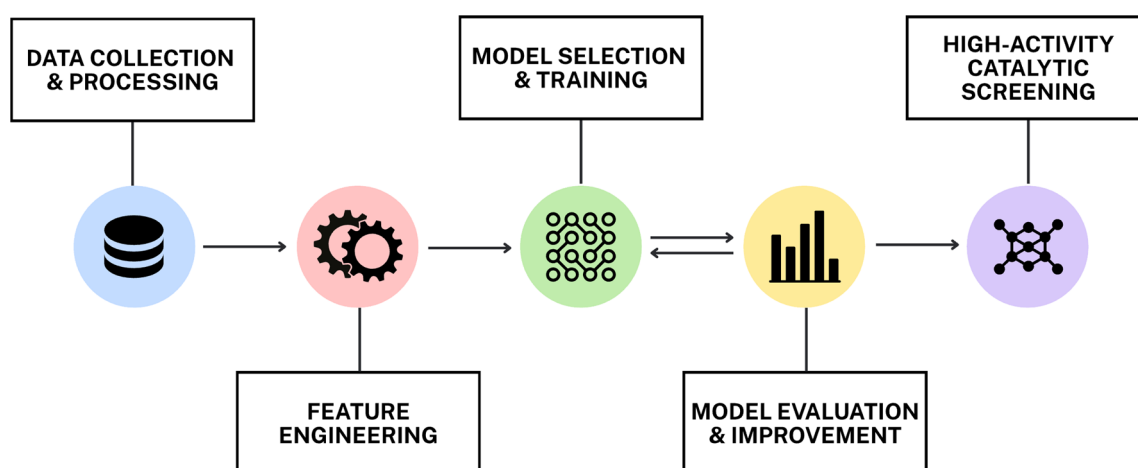 DATA COLLECTION
& PROCESSING
MODEL SELECTION
& TRAINING
HIGH-ACTIVITY
CATALYTIC
SCREENING
FEATURE
ENGINEERING
MODEL EVALUATION
& IMPROVEMENT